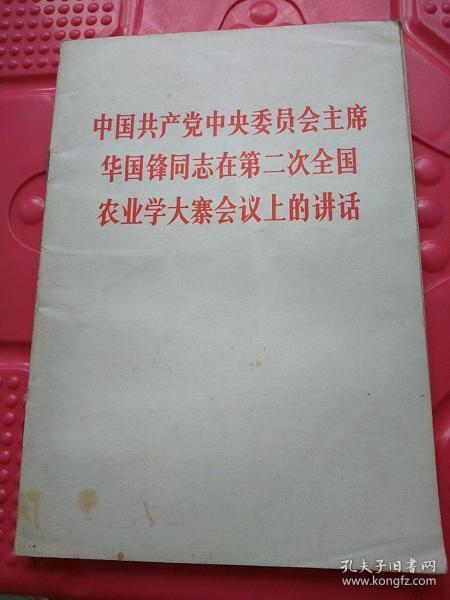 中国共产党中央委员会主席
华国锋同志在第二次全国
农业学大寨会议上的讲话
孔夫子旧书网
www.kongfz.com